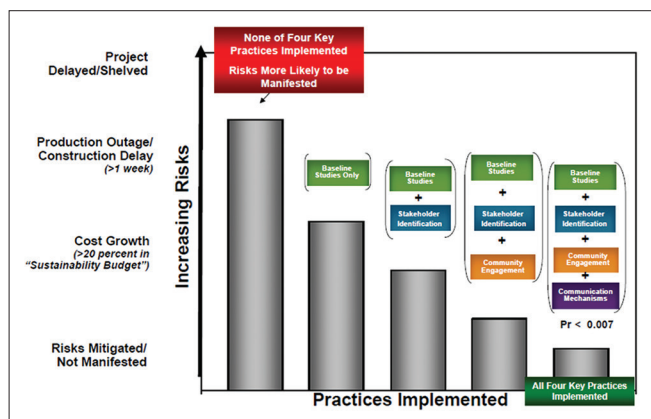 Project
Delayed/Shelved
Production Outage/
Construction Delay
(>1 week)
Cost Growth
(>20 percent in
"Sustainability Budget")
Risks Mitigated/
Not Manifested
Increasing Risks
None of Four Key
Practices Implemented
Risks More Likely to be
Manifested
Baseline
Studies Only
Baseline
Studies
+
Stakeholder
Identification
Baseline
Studies
+
Stakeholder
Identification
+
Community
Engagement
Baseline
Studies
+
Stakeholder
Identification
+
Community
Engagement
+
Communication
Mechanisms
Pr < 0.007
All Four Key Practices
Implemented
Practices Implemented